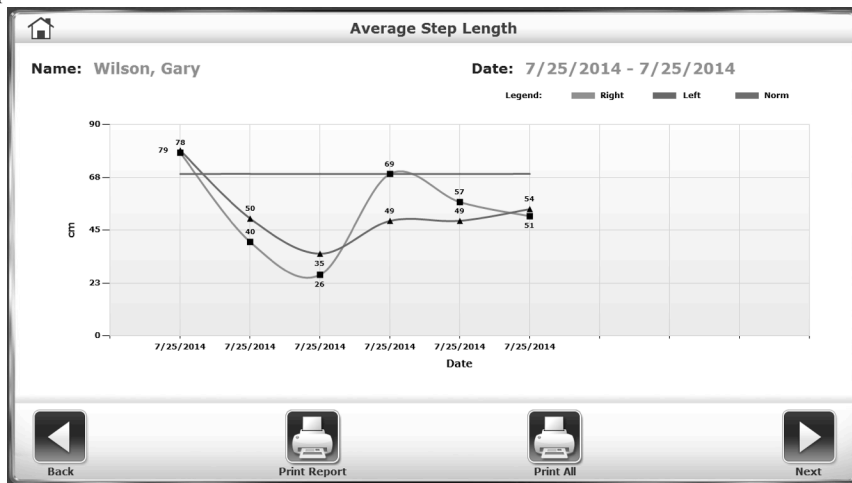 Average Step Length
Name: Wilson, Gary Date: 7/25/2014 - 7/25/2014
Legend: Right Left Norm
90
78
79
69
68
57
54
50
49
49
51
45
40
35
26
23
0
cm
7/25/2014 7/25/2014 7/25/2014 7/25/2014 7/25/2014 7/25/2014
Date
Back Print Report Print All Next